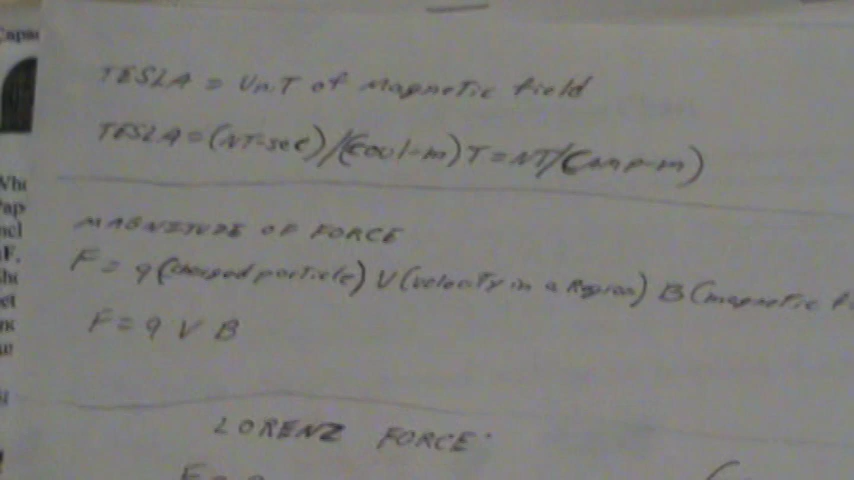 TESLA = UNIT of Magnetic field
TESLA = (NT-sec)/(Coul-m) T = NT/(amp-m)
MAGNITUDE OF FORCE
F = q (charged particle) V (velocity in a Region) B (magnetic
F = q V B
LORENZ FORCE